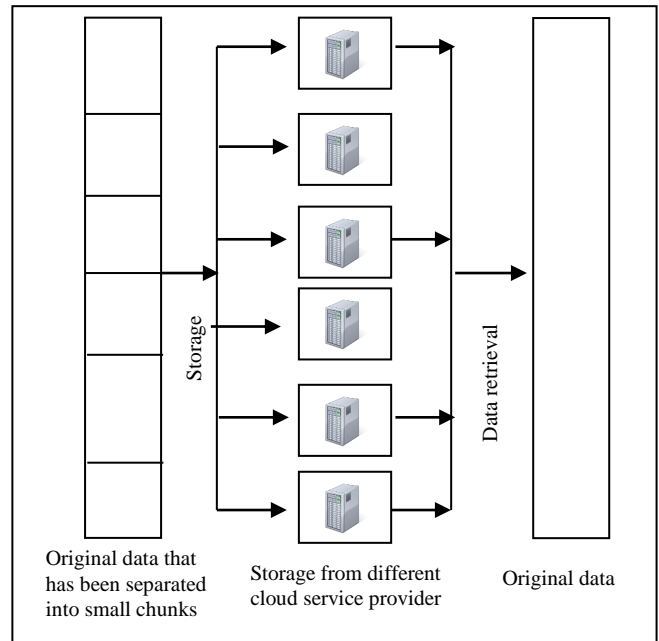 Storage
Data retrieval
Original data that
has been separated
into small chunks
Storage from different
cloud service provider
Original data